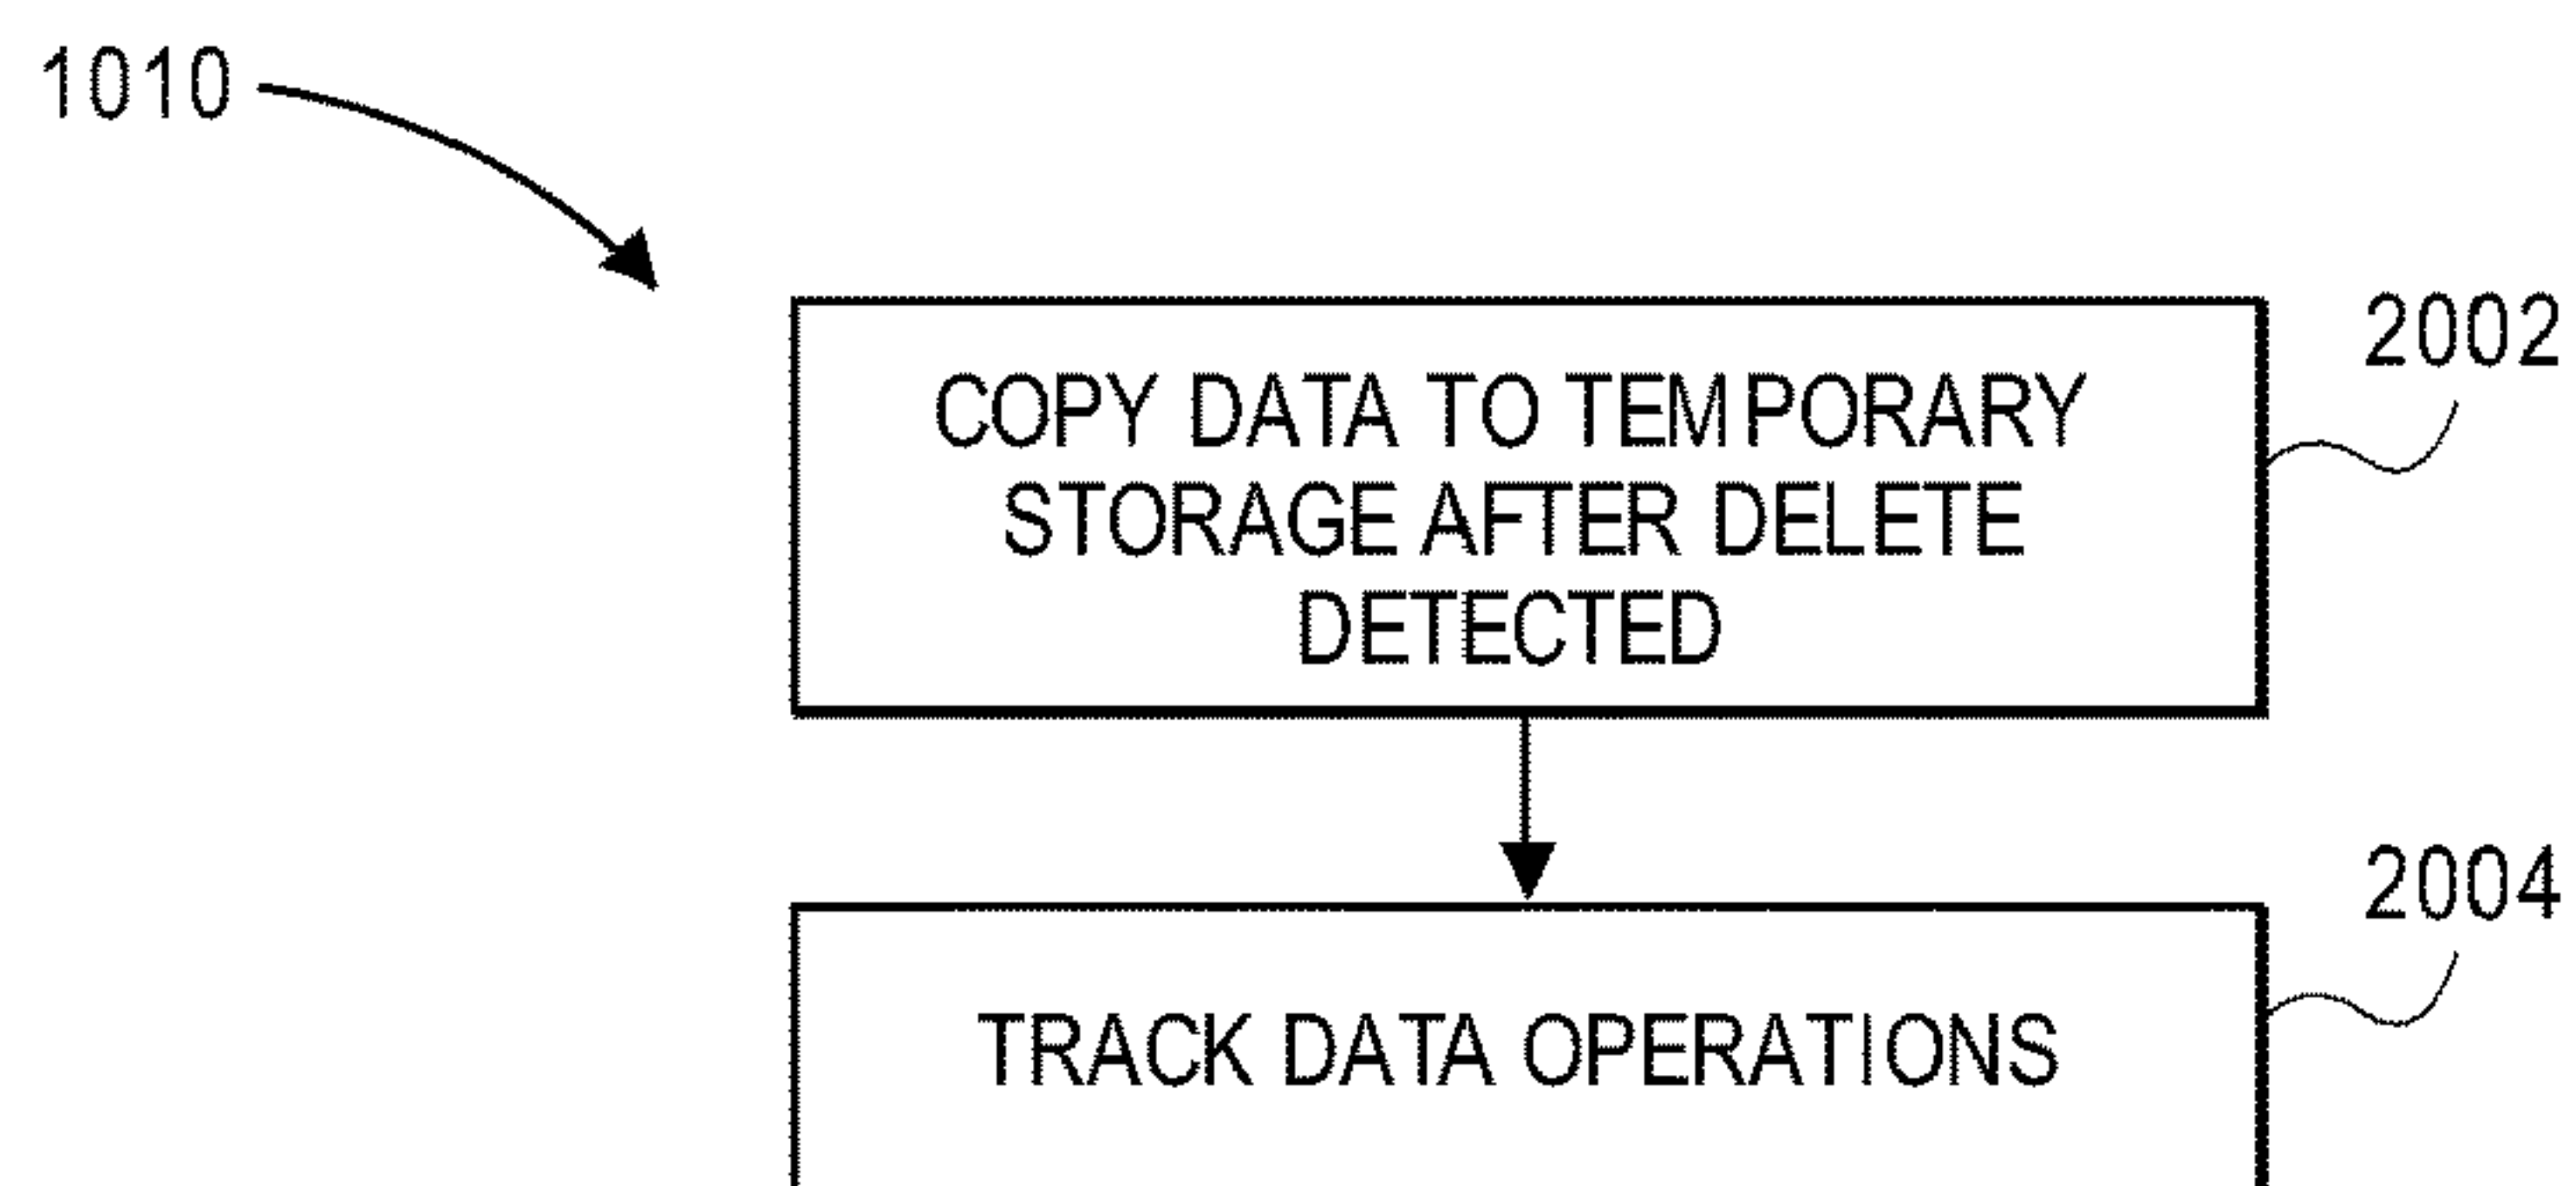 1010
2002
COPY DATA TO TEMPORARY
STORAGE AFTER DELETE
DETECTED
2004
TRACK DATA OPERATIONS